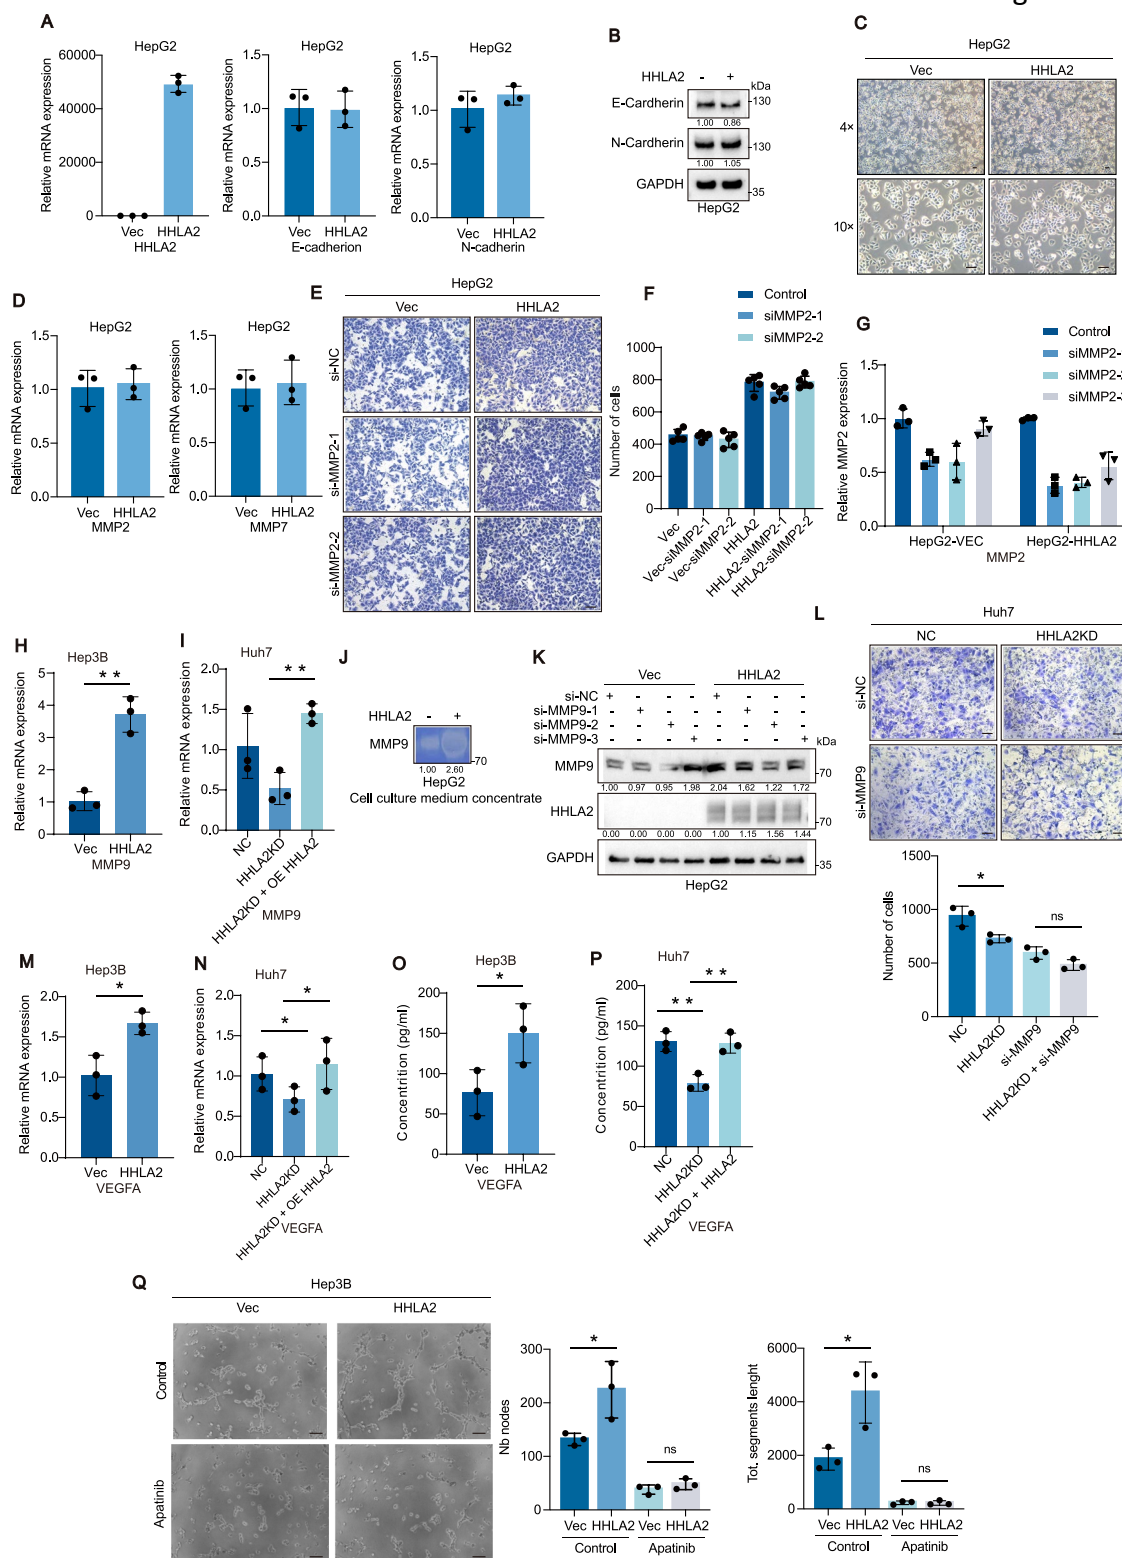 A
HepG2
Relative mRNA expression
60000
40000
20000
0
Vec HHLA2
HHLA2
HepG2
Relative mRNA expression
1.5
1.0
0.5
0.0
Vec HHLA2
E-cadherion
HepG2
Relative mRNA expression
1.5
1.0
0.5
0.0
Vec HHLA2
N-cadherin
B
HHLA2 - +
kDa
E-Cardherin
-130
1.00 0.86
N-Cardherin
-130
1.00 1.05
GAPDH
-35
HepG2
C
HepG2
Vec HHLA2
4×
10×
D
HepG2
Relative mRNA expression
1.5
1.0
0.5
0.0
Vec HHLA2
MMP2
HepG2
1.5
1.0
0.5
0.0
Vec HHLA2
MMP7
E
HepG2
Vec HHLA2
si-NC
si-MMP2-1
si-MMP2-2
F
Control
siMMP2-1
siMMP2-2
Number of cells
1000
800
600
400
200
0
Vec
Vec-siMMP2-1
Vec-siMMP2-2
HHLA2
HHLA2-siMMP2-1
HHLA2-siMMP2-2
G
Control
siMMP2-
siMMP2-
siMMP2-
Relative MMP2 expression
1.5
1.0
0.5
0.0
HepG2-VEC HepG2-HHLA2
MMP2
H
Hep3B
Relative mRNA expression
5
4
3
2
1
0
**
Vec HHLA2
MMP9
I
Huh7
Relative mRNA expression
2.0
1.5
1.0
0.5
0.0
**
NC
HHLA2KD
HHLA2KD + OE HHLA2
MMP9
J
HHLA2 - +
MMP9
-70
1.00 2.60
HepG2
Cell culture medium concentrate
K
Vec HHLA2
si-NC + - - - + - - -
si-MMP9-1 - + - - - + - -
si-MMP9-2 - - + - - - + -
si-MMP9-3 - - - + - - - +
kDa
MMP9
-70
1.00 0.97 0.95 1.98 2.04 1.62 1.22 1.72
HHLA2
-70
0.00 0.00 0.00 0.00 1.00 1.15 1.56 1.44
GAPDH
-35
HepG2
L
Huh7
NC HHLA2KD
si-NC
si-MMP9
Number of cells
1500
1000
500
0
*
ns
NC
HHLA2KD
si-MMP9
HHLA2KD + si-MMP9
M
Hep3B
Relative mRNA expression
2.0
1.5
1.0
0.5
0.0
*
Vec HHLA2
VEGFA
N
Huh7
Relative mRNA expression
2.0
1.5
1.0
0.5
0.0
*
*
NC
HHLA2KD
HHLA2KD + OE HHLA2
VEGFA
O
Hep3B
Concentrition (pg/ml)
200
150
100
50
0
*
Vec HHLA2
VEGFA
P
Huh7
Concentrition (pg/ml)
200
150
100
50
0
**
**
NC
HHLA2KD
HHLA2KD + HHLA2
VEGFA
Q
Hep3B
Vec HHLA2
Control
Apatinib
Nb nodes
300
200
100
0
*
ns
Vec HHLA2 Vec HHLA2
Control Apatinib
Tot. segments lenght
6000
4000
2000
0
*
ns
Vec HHLA2 Vec HHLA2
Control Apatinib